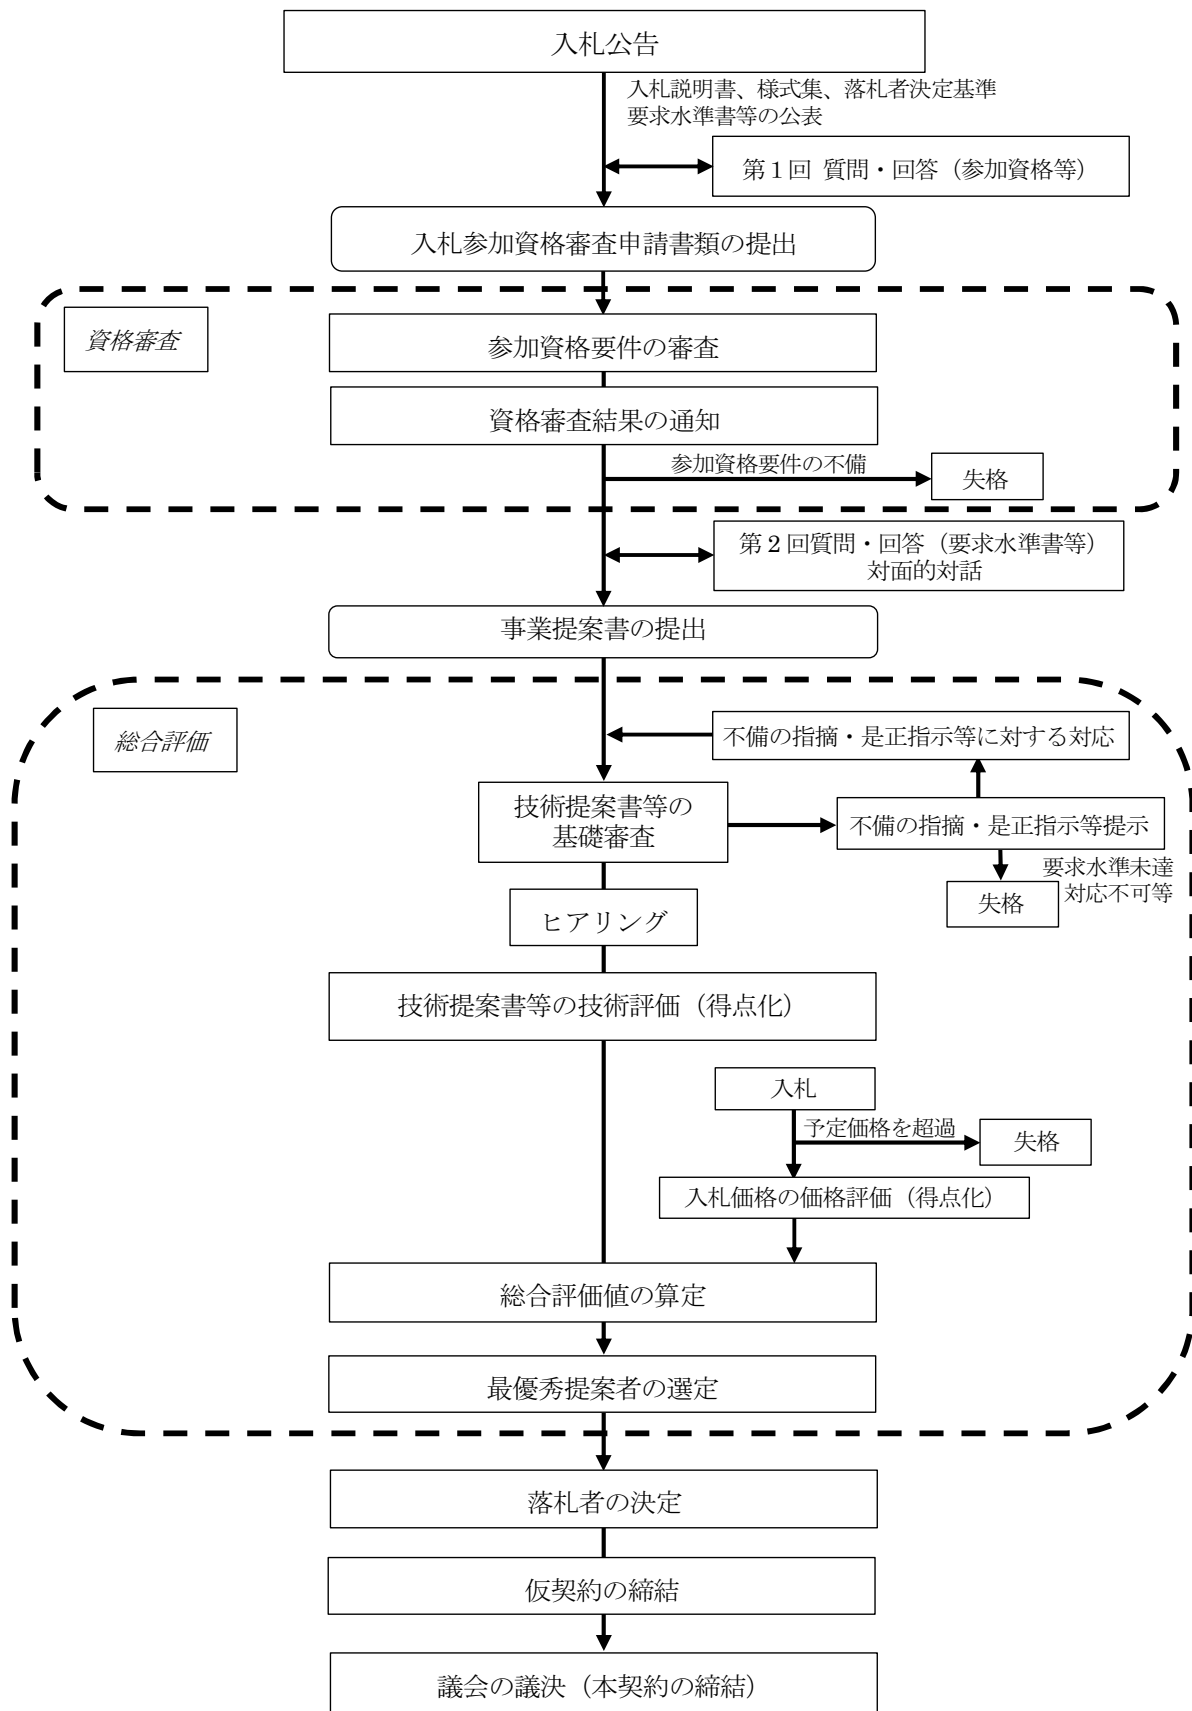 入札公告
入札説明書、様式集、落札者決定基準
要求水準書等の公表
第1回 質問・回答（参加資格等）
入札参加資格審査申請書類の提出
資格審査
参加資格要件の審査
資格審査結果の通知
参加資格要件の不備
失格
第2回質問・回答（要求水準書等）
対面的対話
事業提案書の提出
総合評価
不備の指摘・是正指示等に対する対応
技術提案書等の
基礎審査
不備の指摘・是正指示等提示
要求水準未達
対応不可等
失格
ヒアリング
技術提案書等の技術評価（得点化）
入札
予定価格を超過
失格
入札価格の価格評価（得点化）
総合評価値の算定
最優秀提案者の選定
落札者の決定
仮契約の締結
議会の議決（本契約の締結）